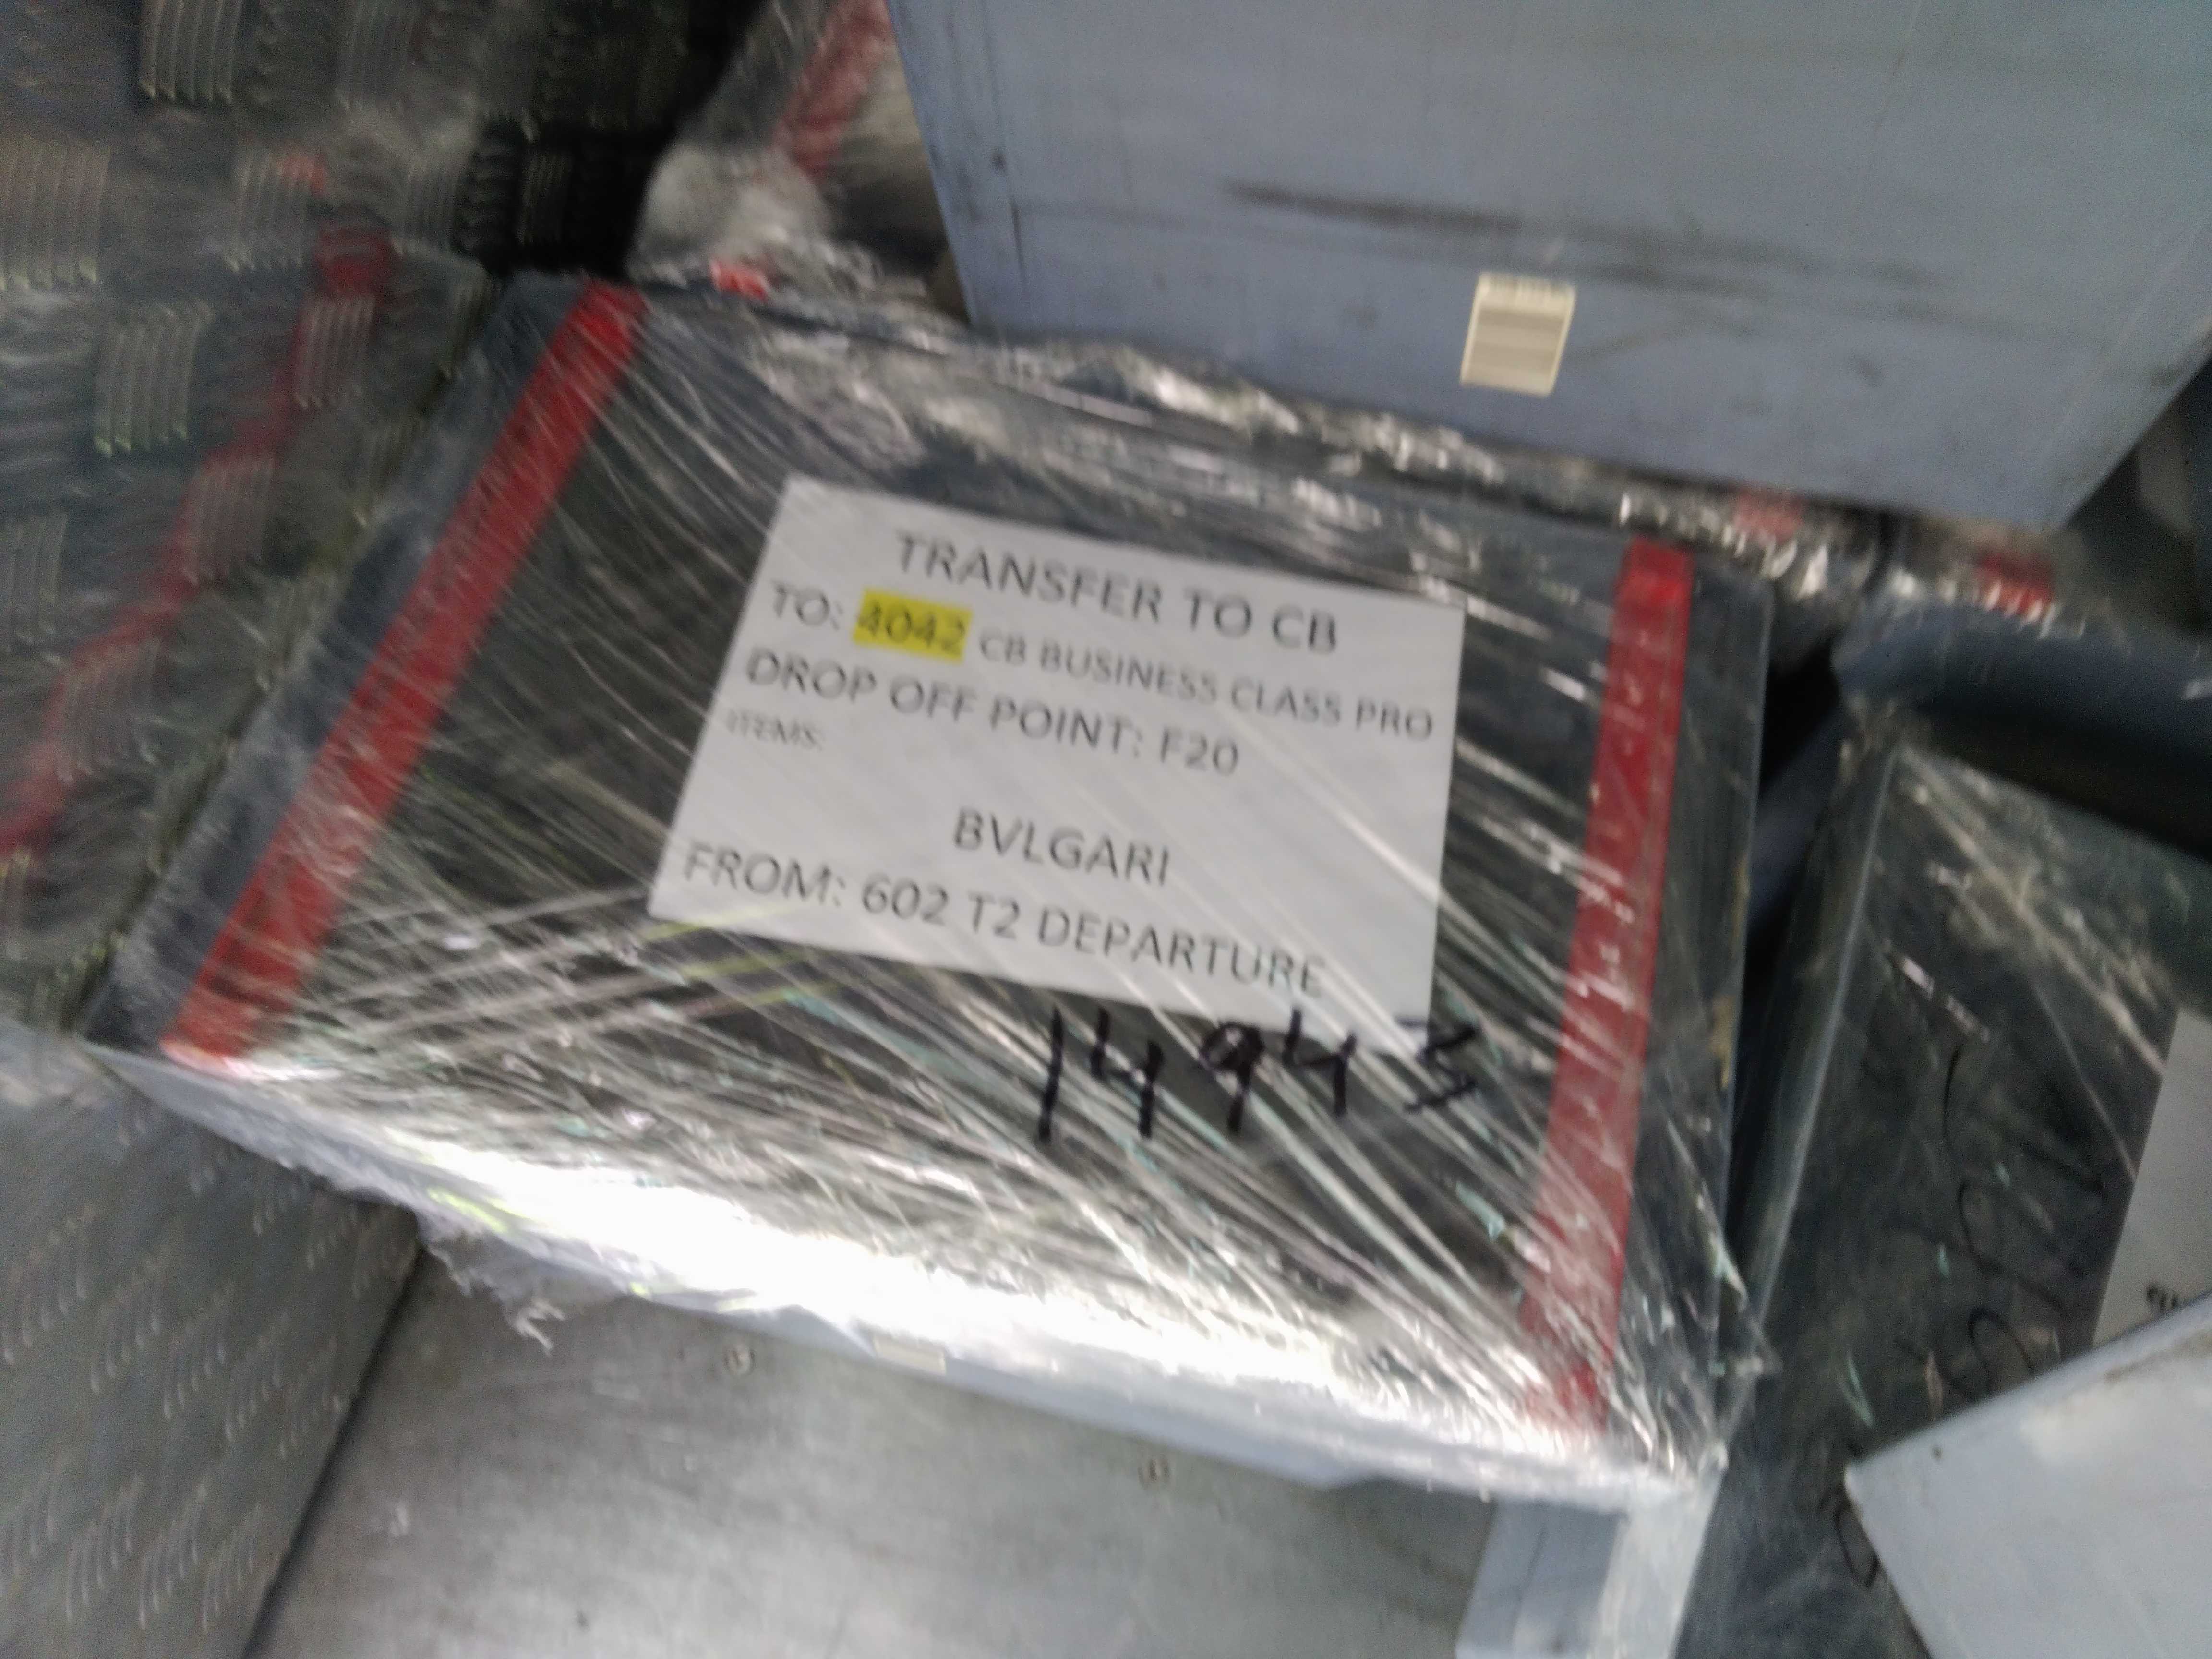 TRANSFER TO CB
TO: 4042 CB BUSINESS CLASS PRO
DROP OFF POINT: F20
ITEMS:
BVLGARI
FROM: 602 T2 DEPARTURE
14943